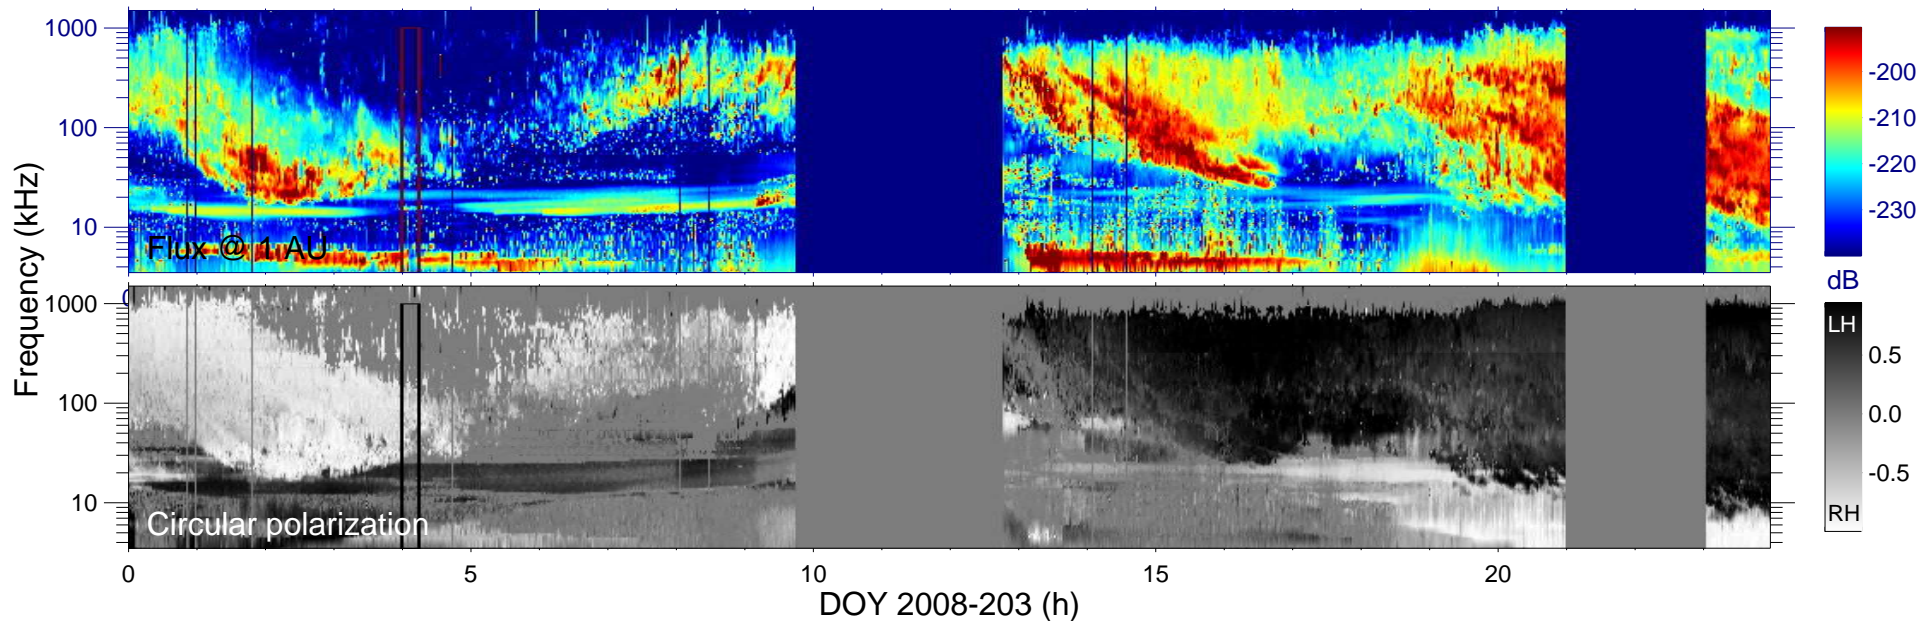 1000
100
10
Flux @ 1 AU
-200
-210
-220
-230
dB
Frequency (kHz)
1000
100
10
Circular polarization
LH
0.5
0.0
-0.5
RH
0 5 10 15 20
DOY 2008-203 (h)